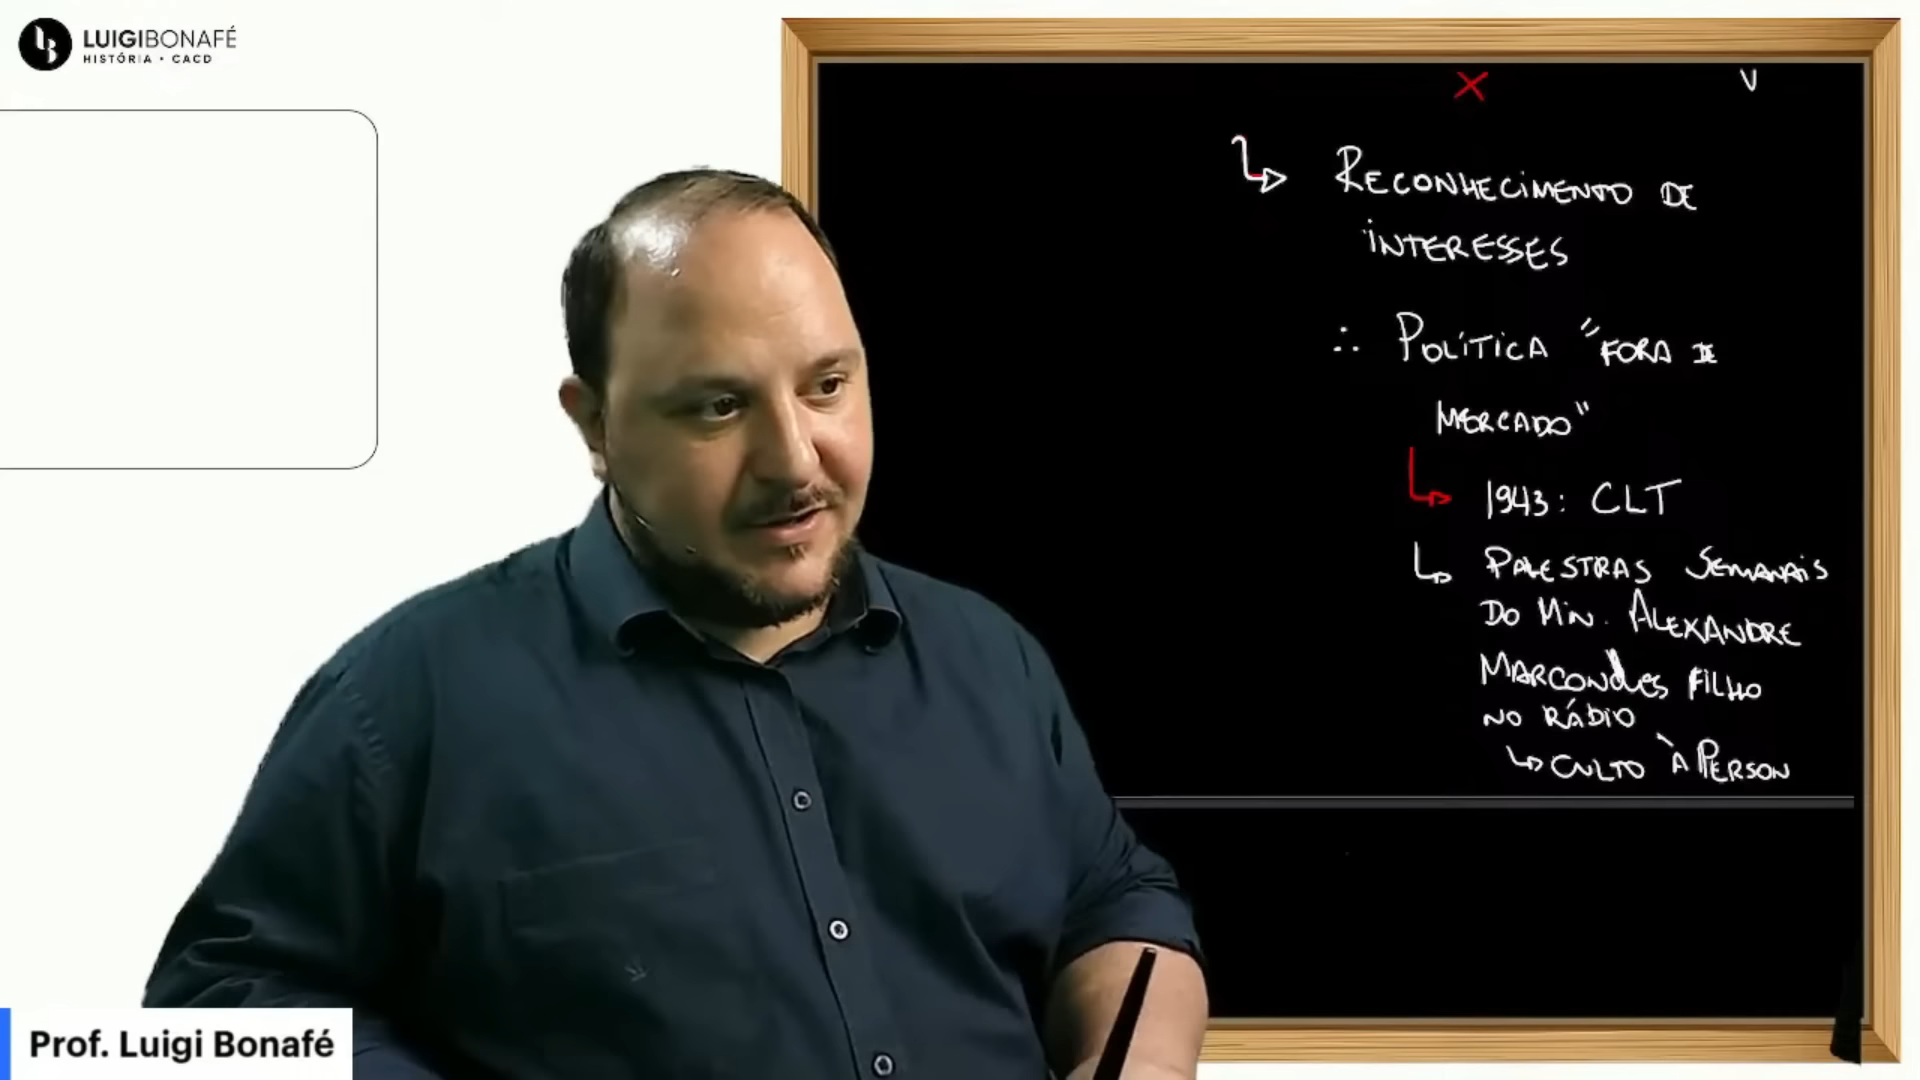 LUIGIBONAFÉ
HISTÓRIA • CACD
RECONHECIMENTO DE
INTERESSES
∴ POLÍTICA "FORA DE
MERCADO"
1943: CLT
PALESTRAS SEMANAIS
DO MIN. ALEXANDRE
MARCONDES FILHO
NO RÁDIO
CULTO À PERSON
Prof. Luigi Bonafé